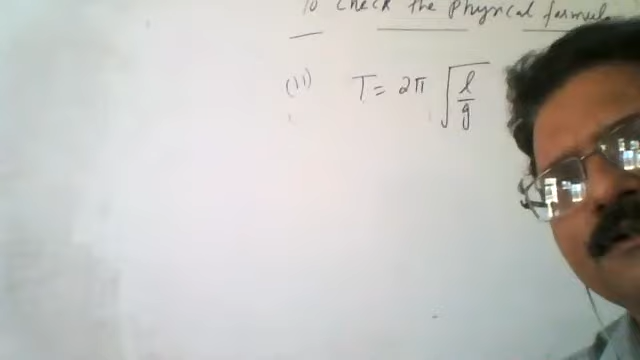 To check the physical formula
(ii) T = 2π √(l/g)